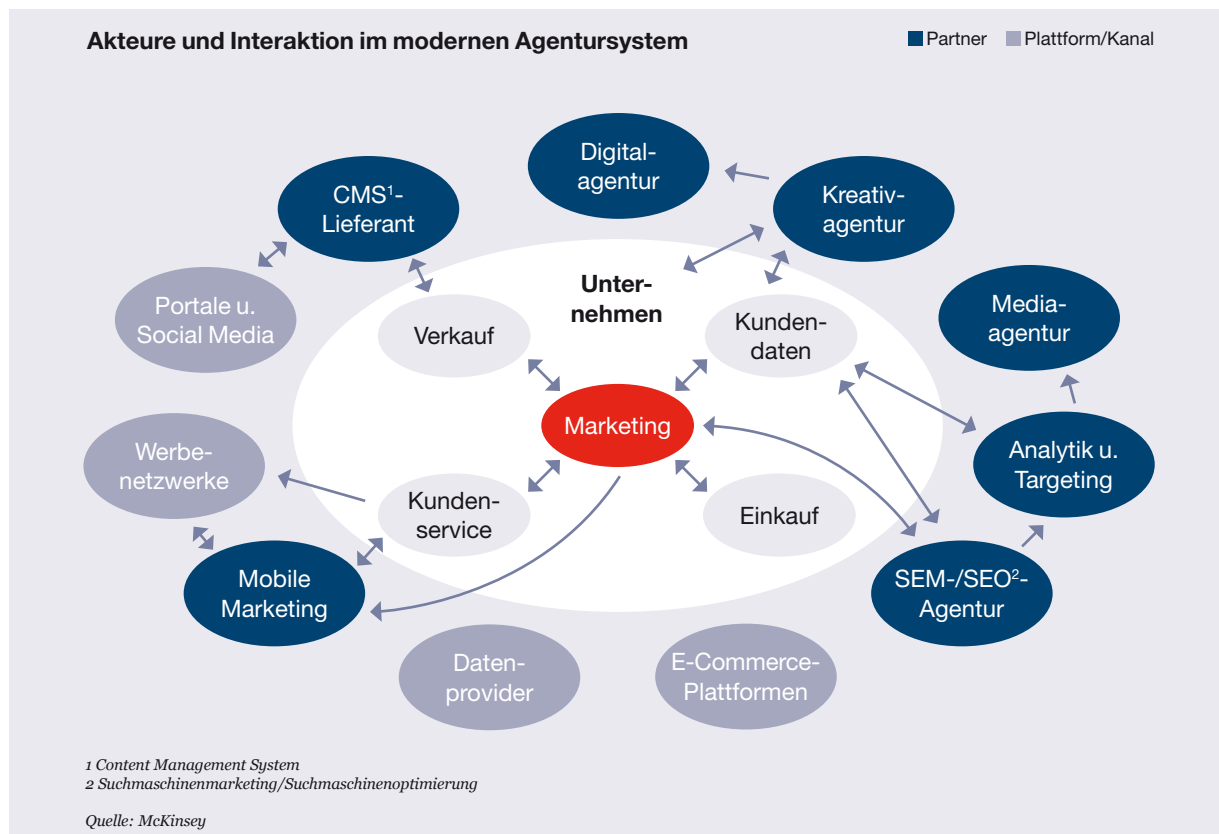 Akteure und Interaktion im modernen Agentursystem
Partner
Plattform/Kanal
Digital-
agentur
CMS¹-
Lieferant
Kreativ-
agentur
Portale u.
Social Media
Unter-
nehmen
Media-
agentur
Verkauf
Kunden-
daten
Marketing
Werbe-
netzwerke
Analytik u.
Targeting
Kunden-
service
Einkauf
Mobile
Marketing
SEM-/SEO²-
Agentur
Daten-
provider
E-Commerce-
Plattformen
1 Content Management System
2 Suchmaschinenmarketing/Suchmaschinenoptimierung
Quelle: McKinsey